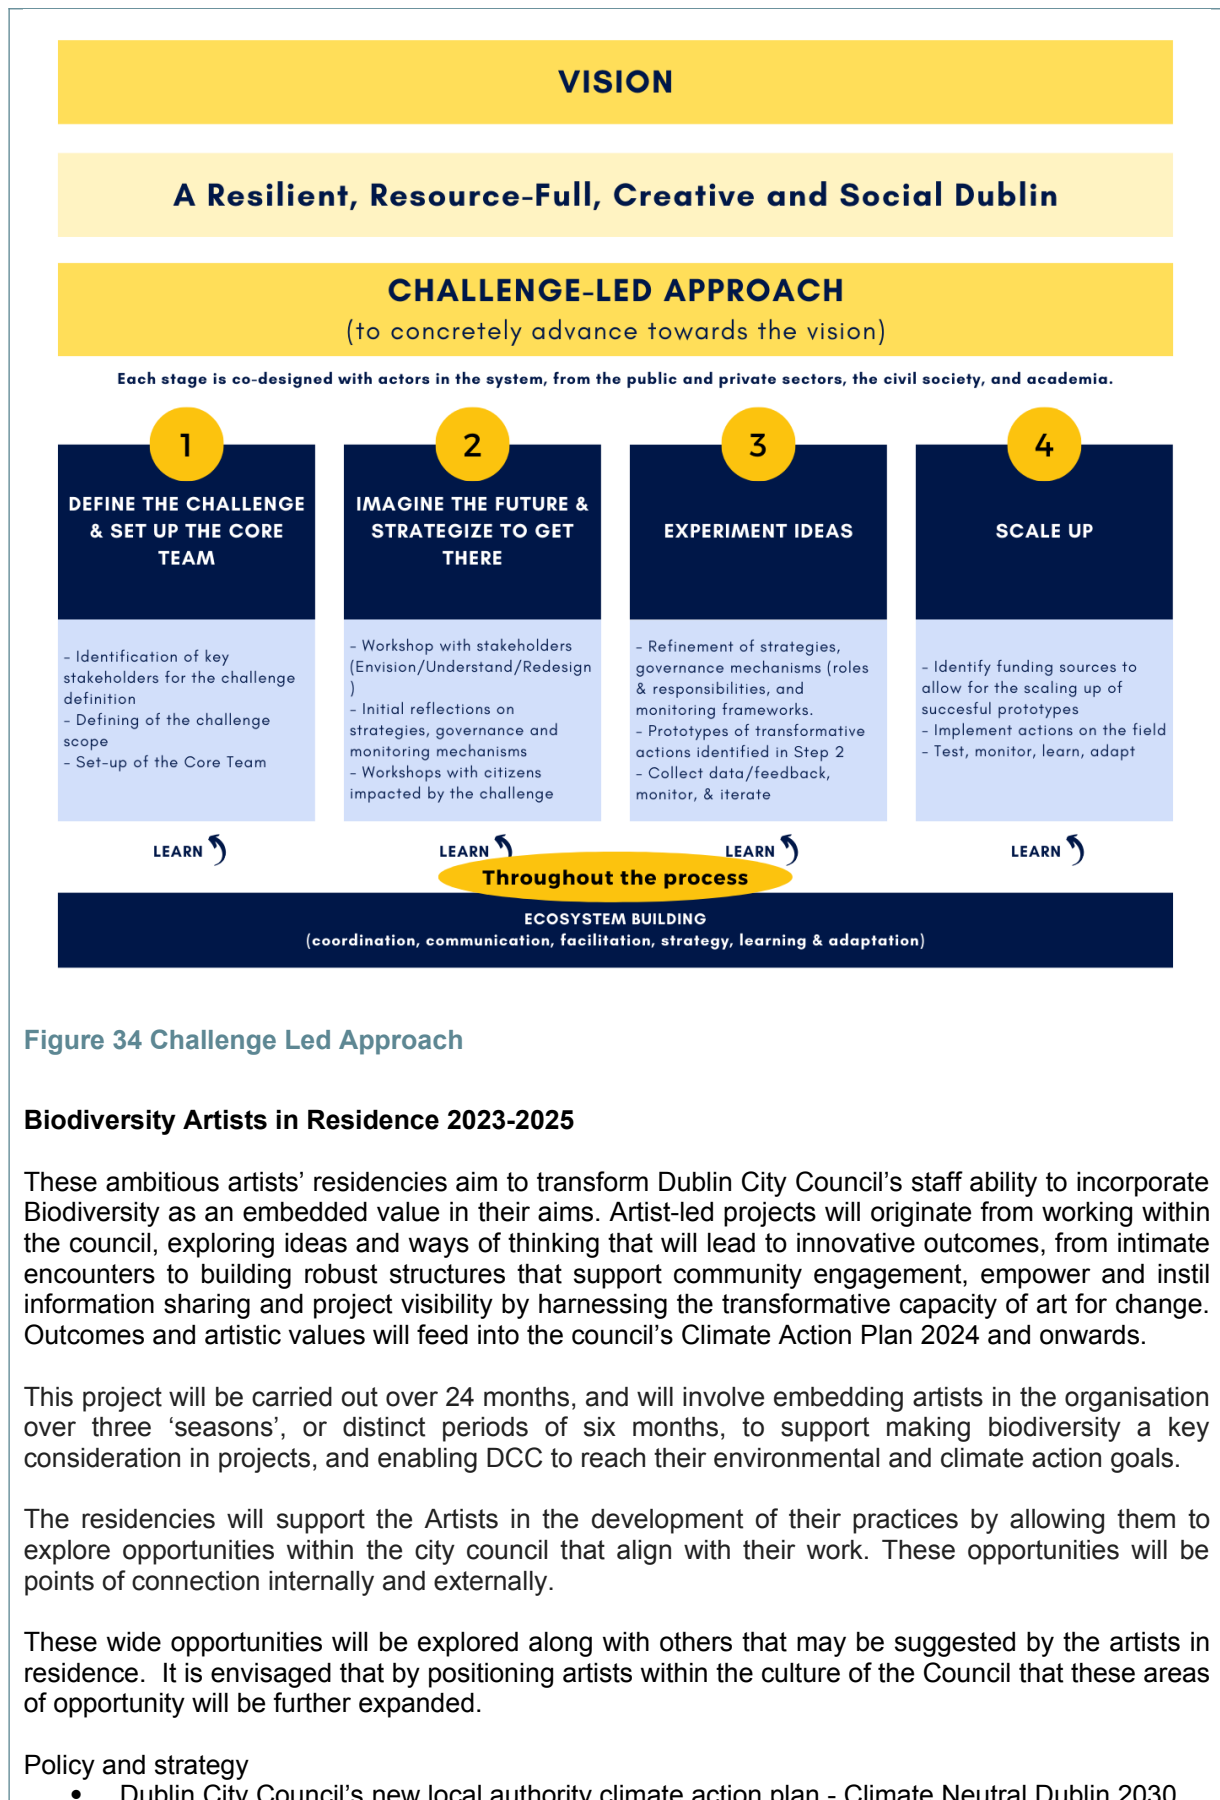 VISION
A Resilient, Resource-Full, Creative and Social Dublin
CHALLENGE-LED APPROACH
(to concretely advance towards the vision)
Each stage is co-designed with actors in the system, from the public and private sectors, the civil society, and academia.
1
DEFINE THE CHALLENGE
& SET UP THE CORE
TEAM
- Identification of key
stakeholders for the challenge
definition
- Defining of the challenge
scope
- Set-up of the Core Team
LEARN
2
IMAGINE THE FUTURE &
STRATEGIZE TO GET
THERE
- Workshop with stakeholders
(Envision/Understand/Redesign
)
- Initial reflections on
strategies, governance and
monitoring mechanisms
- Workshops with citizens
impacted by the challenge
LEARN
3
EXPERIMENT IDEAS
- Refinement of strategies,
governance mechanisms (roles
& responsibilities, and
monitoring frameworks.
- Prototypes of transformative
actions identified in Step 2
- Collect data/feedback,
monitor, & iterate
LEARN
4
SCALE UP
- Identify funding sources to
allow for the scaling up of
succesful prototypes
- Implement actions on the field
- Test, monitor, learn, adapt
LEARN
Throughout the process
ECOSYSTEM BUILDING
(coordination, communication, facilitation, strategy, learning & adaptation)
Figure 34 Challenge Led Approach
Biodiversity Artists in Residence 2023-2025
These ambitious artists’ residencies aim to transform Dublin City Council’s staff ability to incorporate
Biodiversity as an embedded value in their aims. Artist-led projects will originate from working within
the council, exploring ideas and ways of thinking that will lead to innovative outcomes, from intimate
encounters to building robust structures that support community engagement, empower and instil
information sharing and project visibility by harnessing the transformative capacity of art for change.
Outcomes and artistic values will feed into the council’s Climate Action Plan 2024 and onwards.
This project will be carried out over 24 months, and will involve embedding artists in the organisation
over three ‘seasons’, or distinct periods of six months, to support making biodiversity a key
consideration in projects, and enabling DCC to reach their environmental and climate action goals.
The residencies will support the Artists in the development of their practices by allowing them to
explore opportunities within the city council that align with their work. These opportunities will be
points of connection internally and externally.
These wide opportunities will be explored along with others that may be suggested by the artists in
residence.  It is envisaged that by positioning artists within the culture of the Council that these areas
of opportunity will be further expanded.
Policy and strategy
• Dublin City Council’s new local authority climate action plan - Climate Neutral Dublin 2030